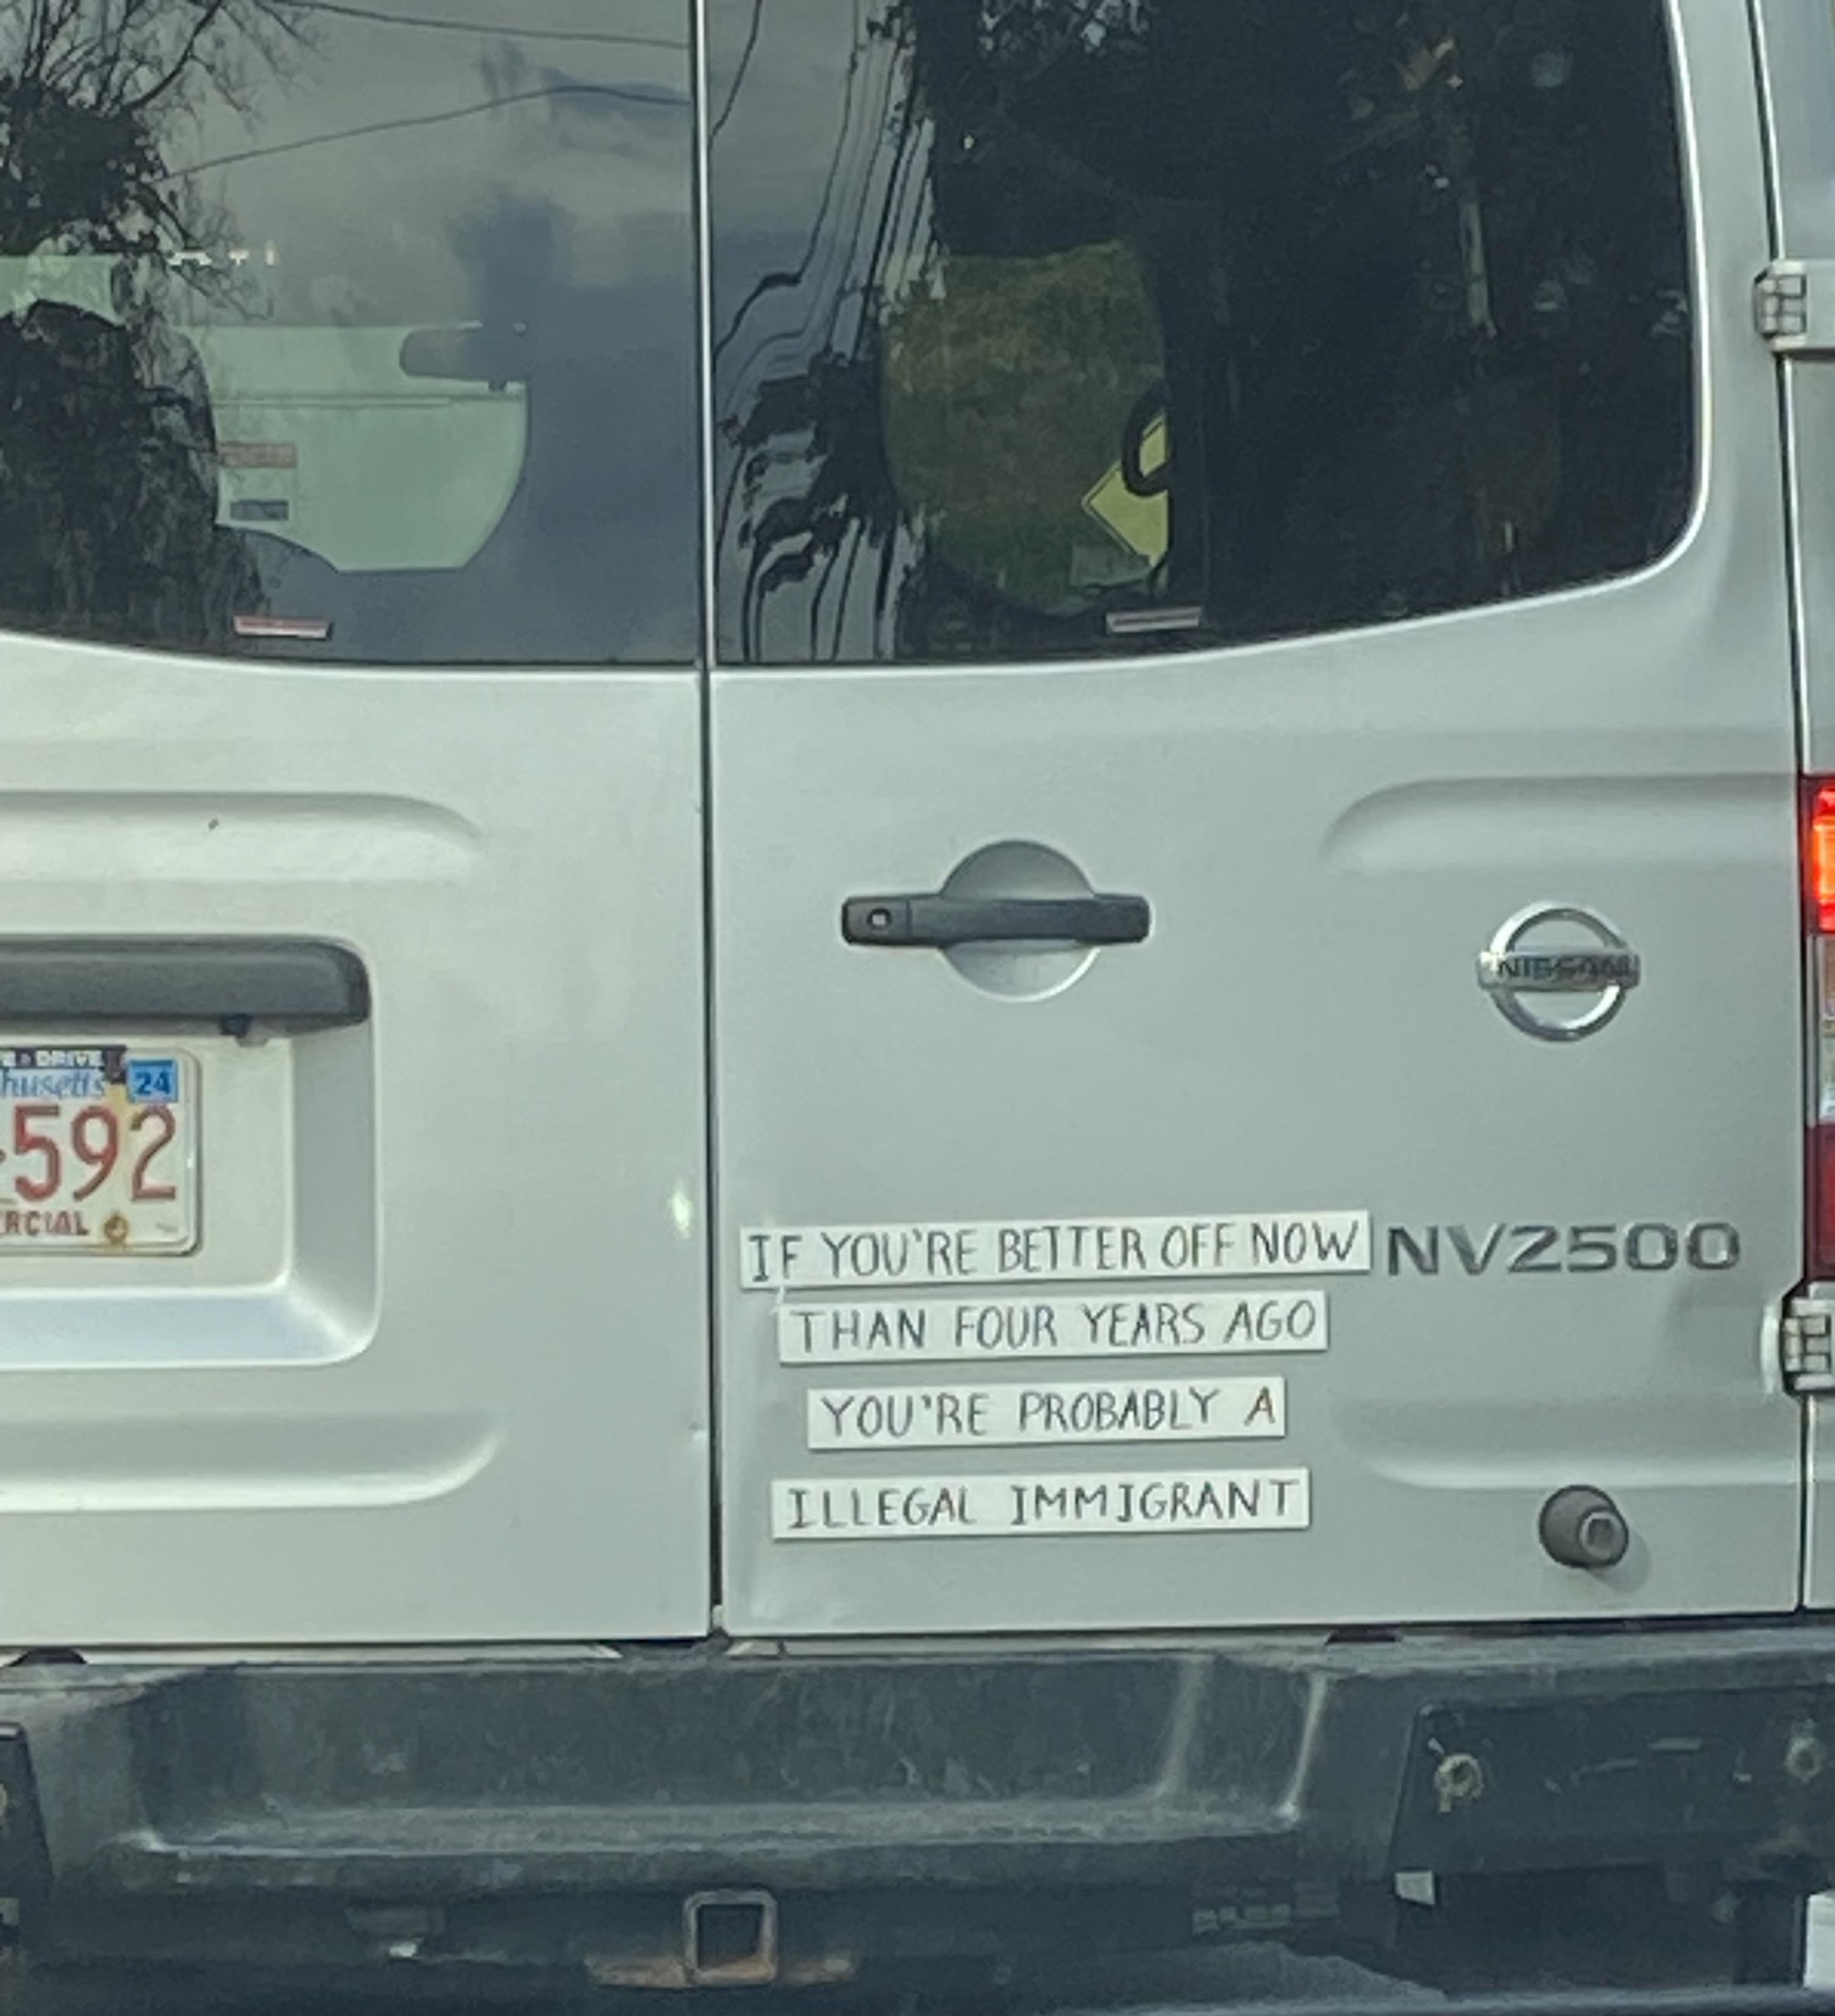 NISSAN
E • DRIVE
husetts 24
592
RCIAL
IF YOU'RE BETTER OFF NOW NV2500
THAN FOUR YEARS AGO
YOU'RE PROBABLY A
ILLEGAL IMMIGRANT